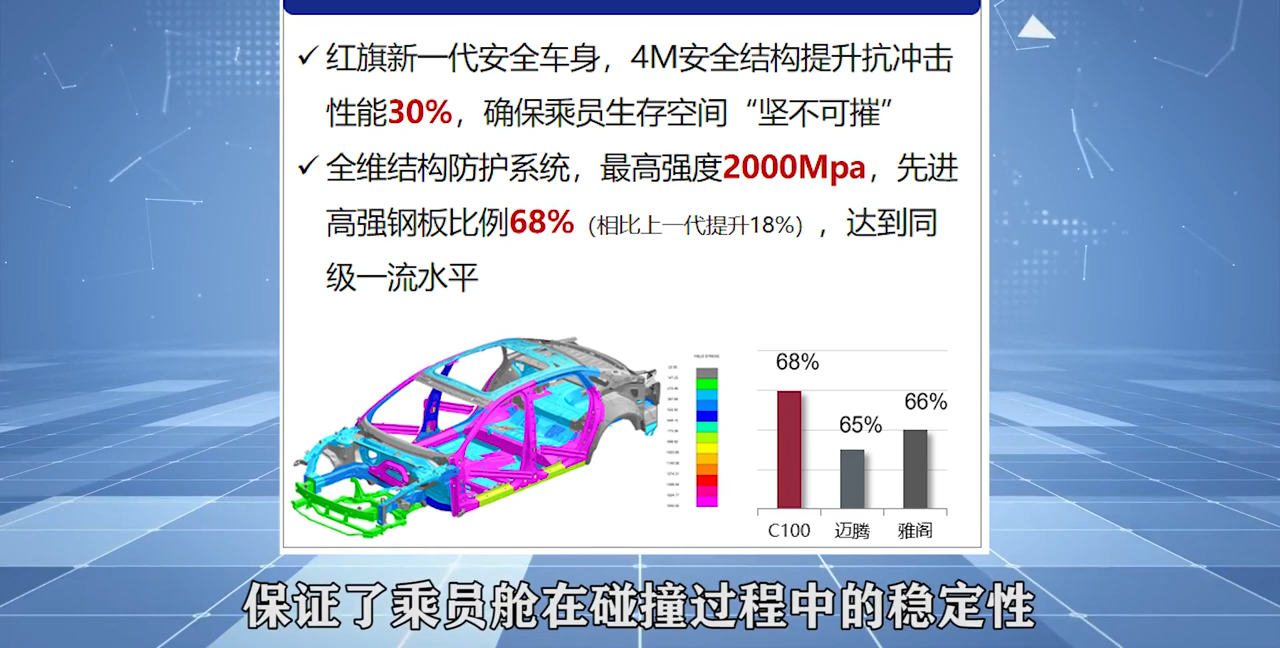 ✓ 红旗新一代安全车身，4M安全结构提升抗冲击
性能30%，确保乘员生存空间“坚不可摧”
✓ 全维结构防护系统，最高强度2000Mpa，先进
高强钢板比例68%（相比上一代提升18%），达到同
级一流水平
68%
65%
66%
C100
迈腾
雅阁
保证了乘员舱在碰撞过程中的稳定性